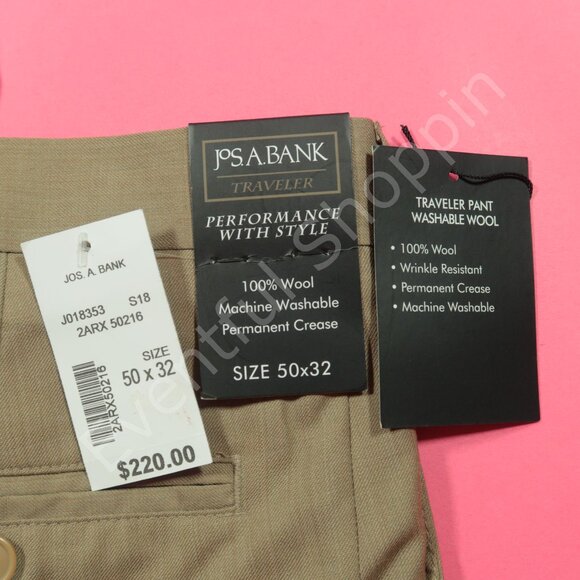 JOS. A. BANK
J018353 S18
2ARX 50216
SIZE
50 x 32
2ARX50216
$220.00
JOS.A.BANK
TRAVELER
PERFORMANCE
WITH STYLE
100% Wool
Machine Washable
Permanent Crease
SIZE 50x32
TRAVELER PANT
WASHABLE WOOL
• 100% Wool
• Wrinkle Resistant
• Permanent Crease
• Machine Washable
Eventful Shoppin